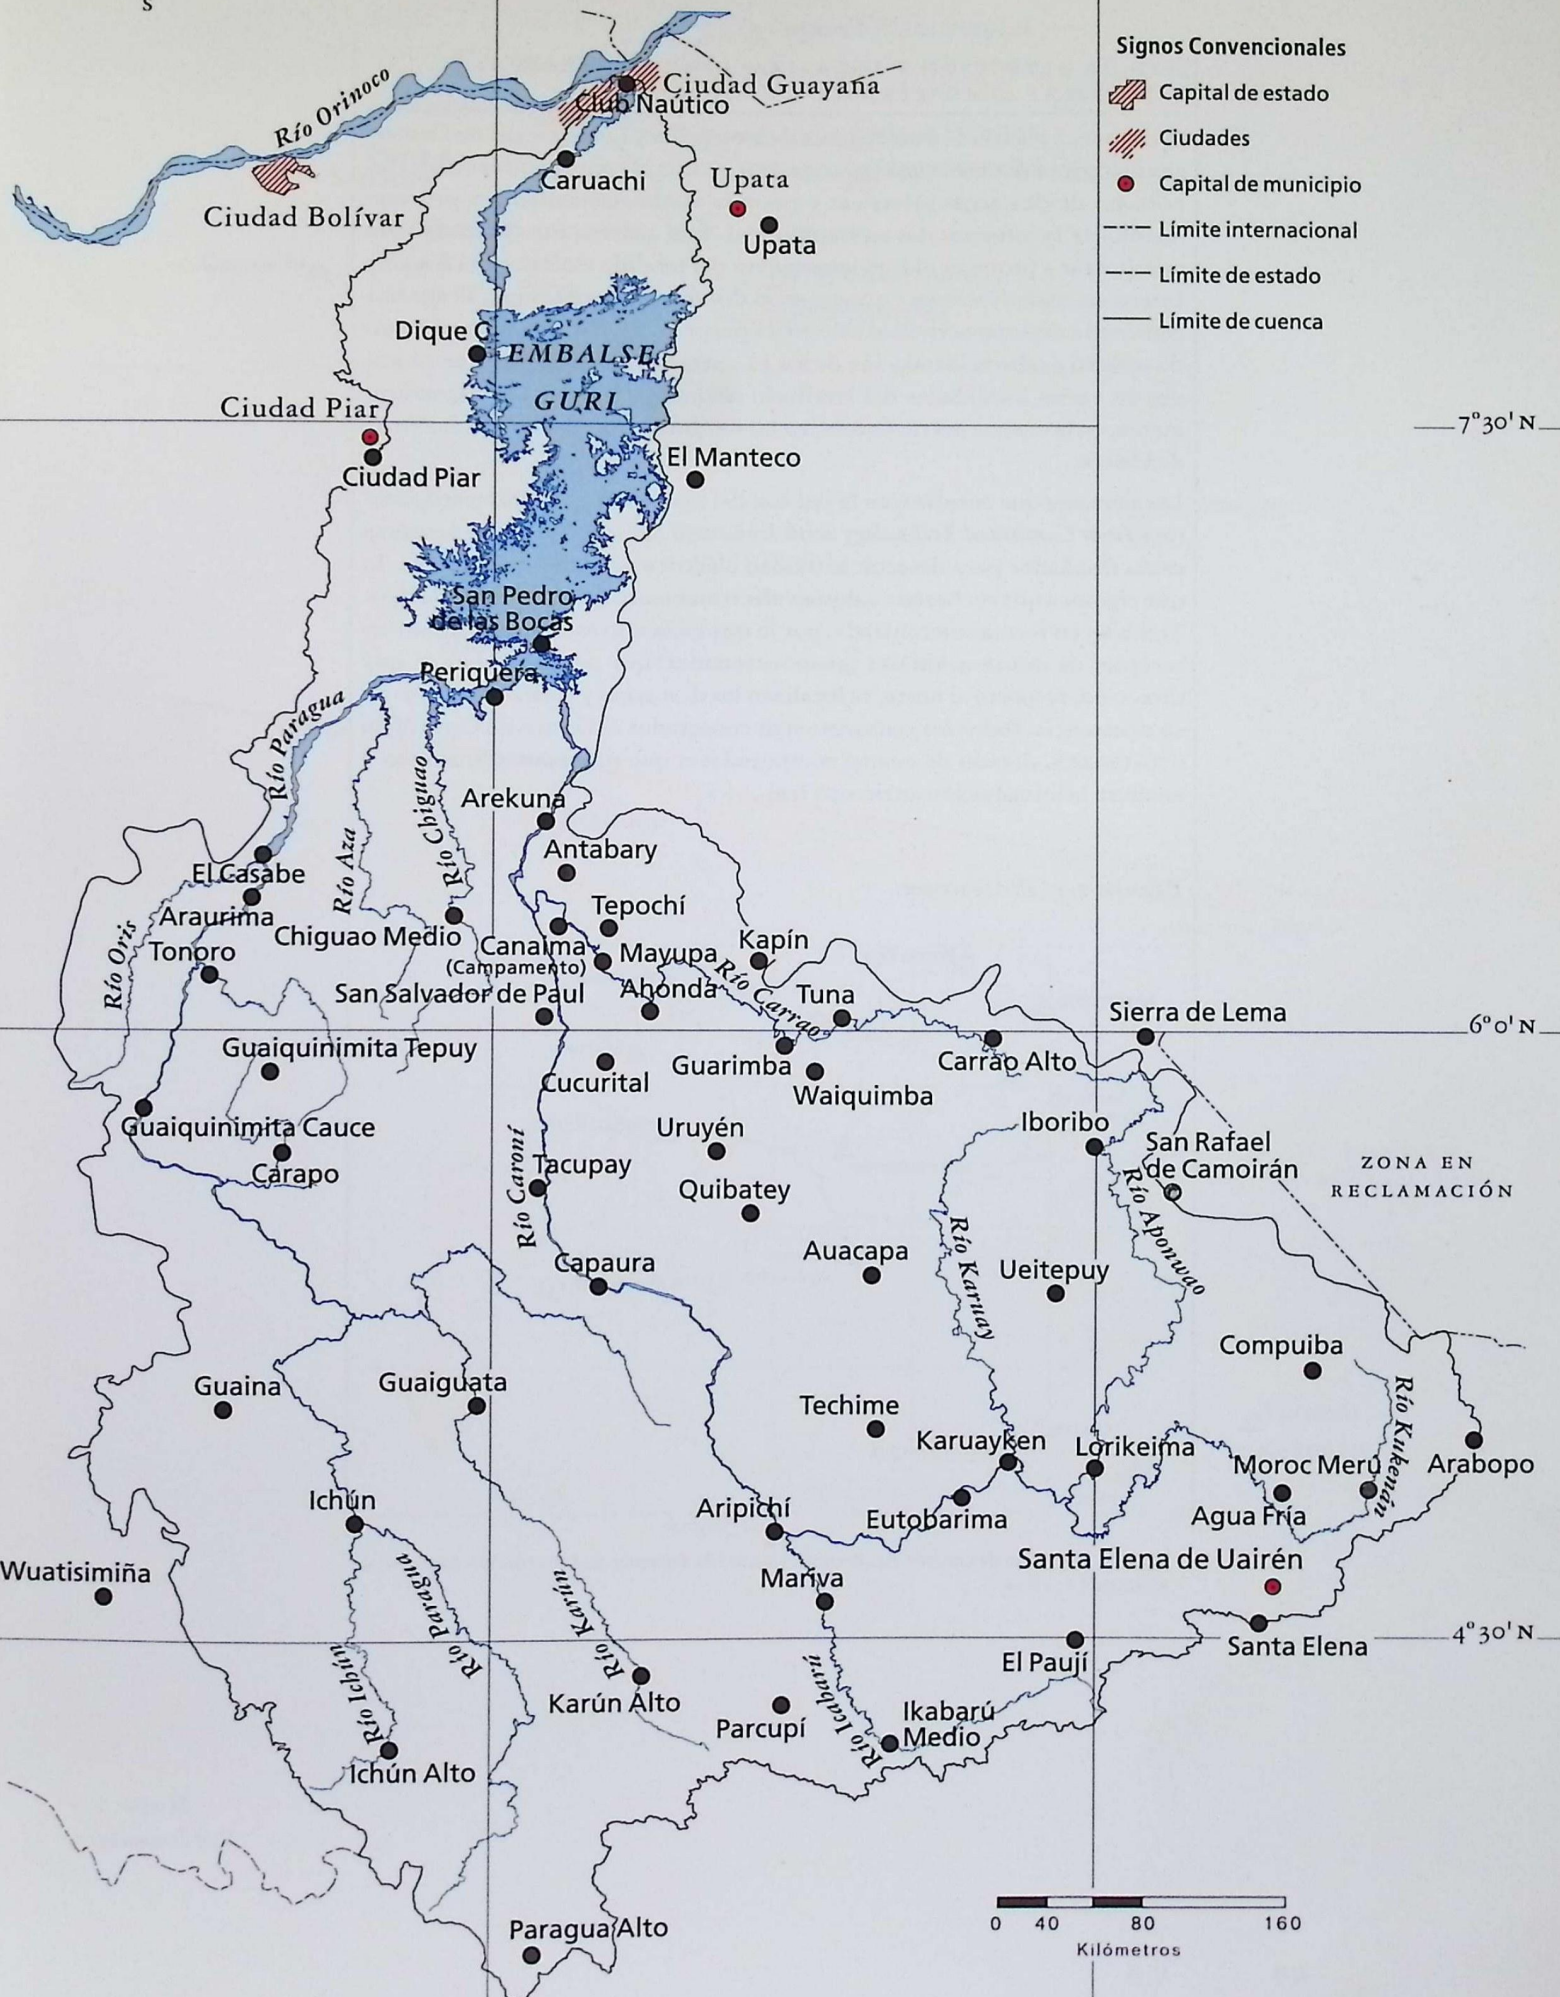 s
Signos Convencionales
Capital de estado
Ciudades
Capital de municipio
Límite internacional
Límite de estado
Límite de cuenca
Río Orinoco
Ciudad Guayana
Club Naútico
Ciudad Bolívar
Caruachi
Upata
Upata
Dique C
EMBALSE
GURI
Ciudad Piar
Ciudad Piar
7°30' N
El Manteco
San Pedro
de las Bocas
Periquera
Río Paragua
Río Chiguao
Río Aza
Arekuna
Antabary
El Casabe
Araurima
Tepochí
Chiguao Medio
Río Oris
Tonoro
Canaima
(Campamento)
Mayupa
Kapín
Río Carrao
San Salvador de Paul
Ahonda
Tuna
Sierra de Lema
6°0' N
Guaiquinimita Tepuy
Cucurital
Guarimba
Waiquimba
Carrao Alto
Guaiquinimita Cauce
Uruyén
Iboribo
San Rafael
de Camoirán
ZONA EN
RECLAMACIÓN
Carapo
Río Caroní
Tacupay
Quibatey
Río Aponwao
Capaura
Auacapa
Río Karuay
Ueitepuy
Compuiba
Guaina
Guaiguata
Techime
Río Kukenán
Karuayken
Lorikeima
Moroc Merú
Arabopo
Ichún
Aripichí
Eutobarima
Agua Fría
Wuatisimiña
Río Paragua
Mariva
Santa Elena de Uairén
Río Karún
Río Karún
4°30' N
Santa Elena
El Paují
Río Ichún
Karún Alto
Parcupí
Río Icabarú
Río
Ikabarú
Medio
Río
Ichún Alto
Paragua Alto
0 40 80 160
Kilómetros